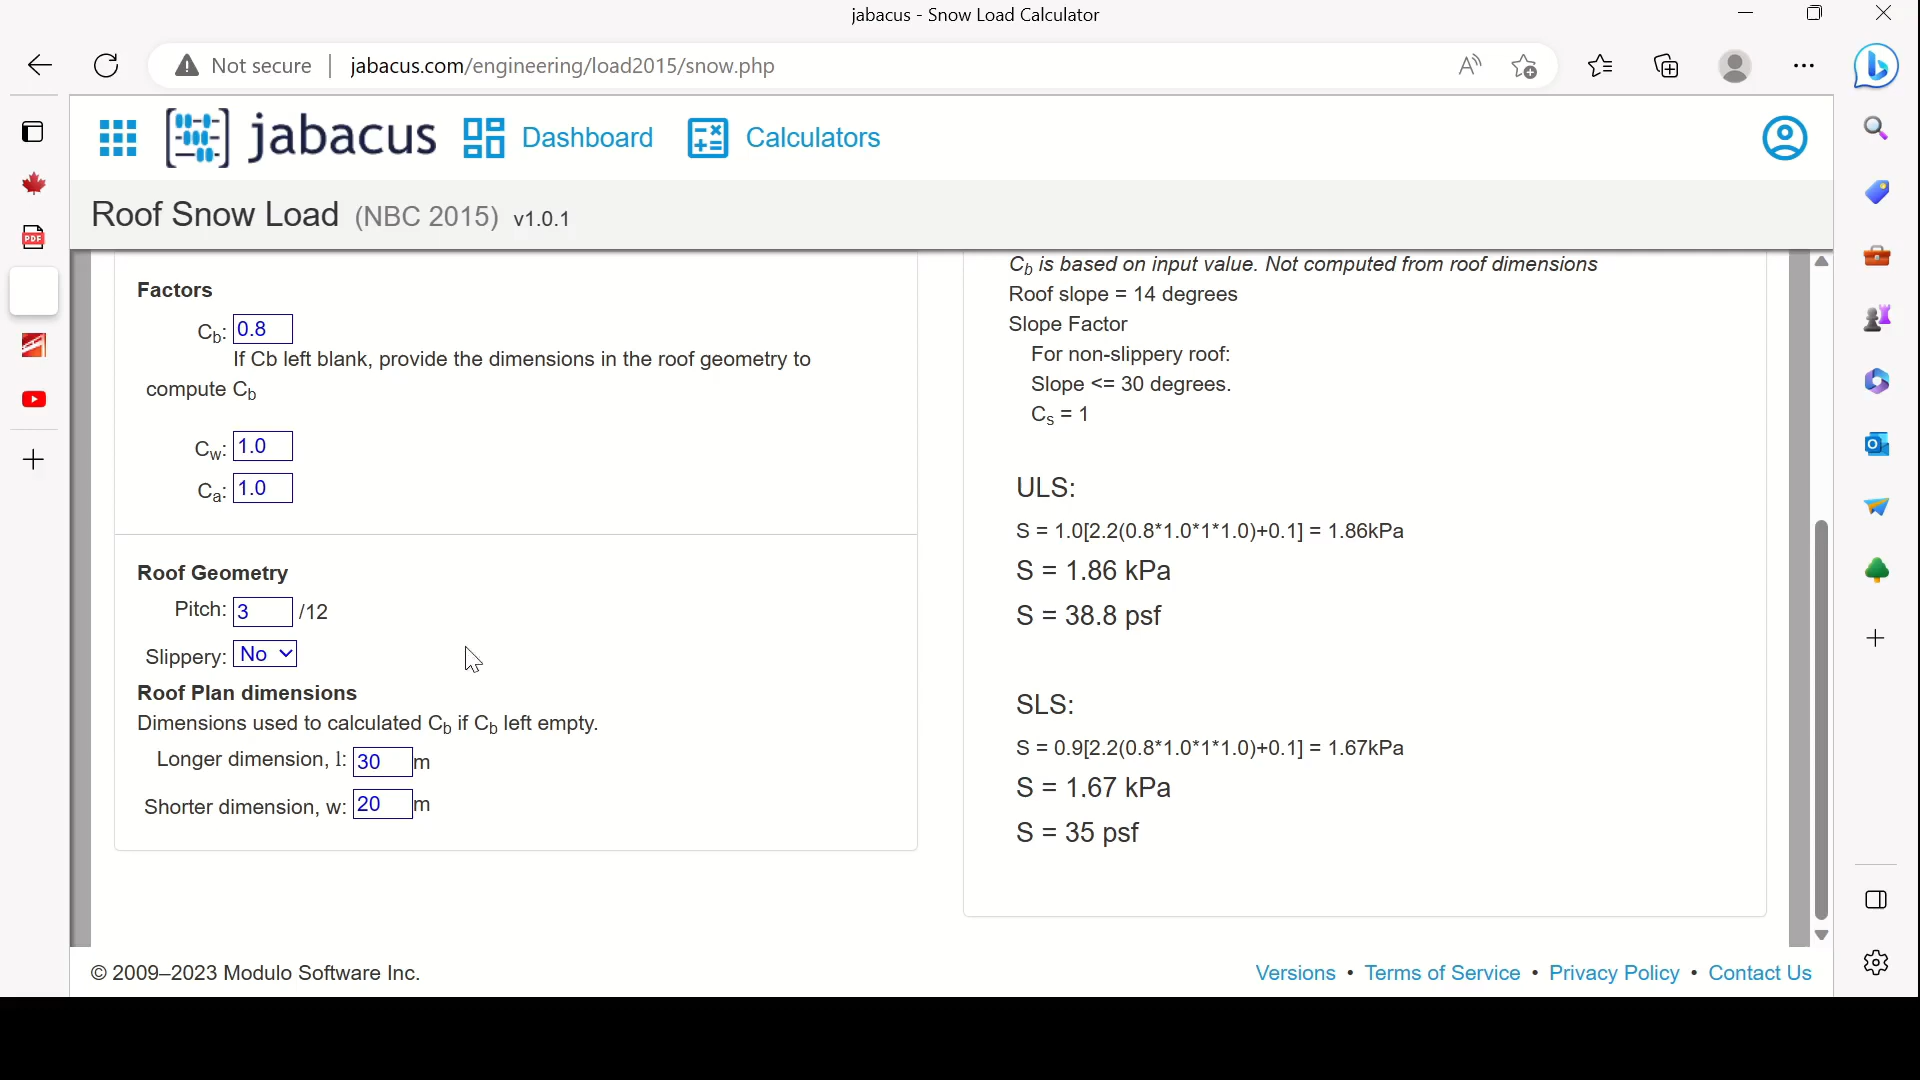 jabacus - Snow Load Calculator
Not secure | jabacus.com/engineering/load2015/snow.php
jabacus Dashboard Calculators
Roof Snow Load (NBC 2015) v1.0.1
Factors
Cb: 0.8
If Cb left blank, provide the dimensions in the roof geometry to
compute Cb
Cw: 1.0
Ca: 1.0
Roof Geometry
Pitch: 3 /12
Slippery: No
Roof Plan dimensions
Dimensions used to calculated Cb if Cb left empty.
Longer dimension, l: 30 m
Shorter dimension, w: 20 m
Cb is based on input value. Not computed from roof dimensions
Roof slope = 14 degrees
Slope Factor
For non-slippery roof:
Slope <= 30 degrees.
Cs = 1
ULS:
S = 1.0[2.2(0.8*1.0*1*1.0)+0.1] = 1.86kPa
S = 1.86 kPa
S = 38.8 psf
SLS:
S = 0.9[2.2(0.8*1.0*1*1.0)+0.1] = 1.67kPa
S = 1.67 kPa
S = 35 psf
© 2009–2023 Modulo Software Inc.
Versions • Terms of Service • Privacy Policy • Contact Us